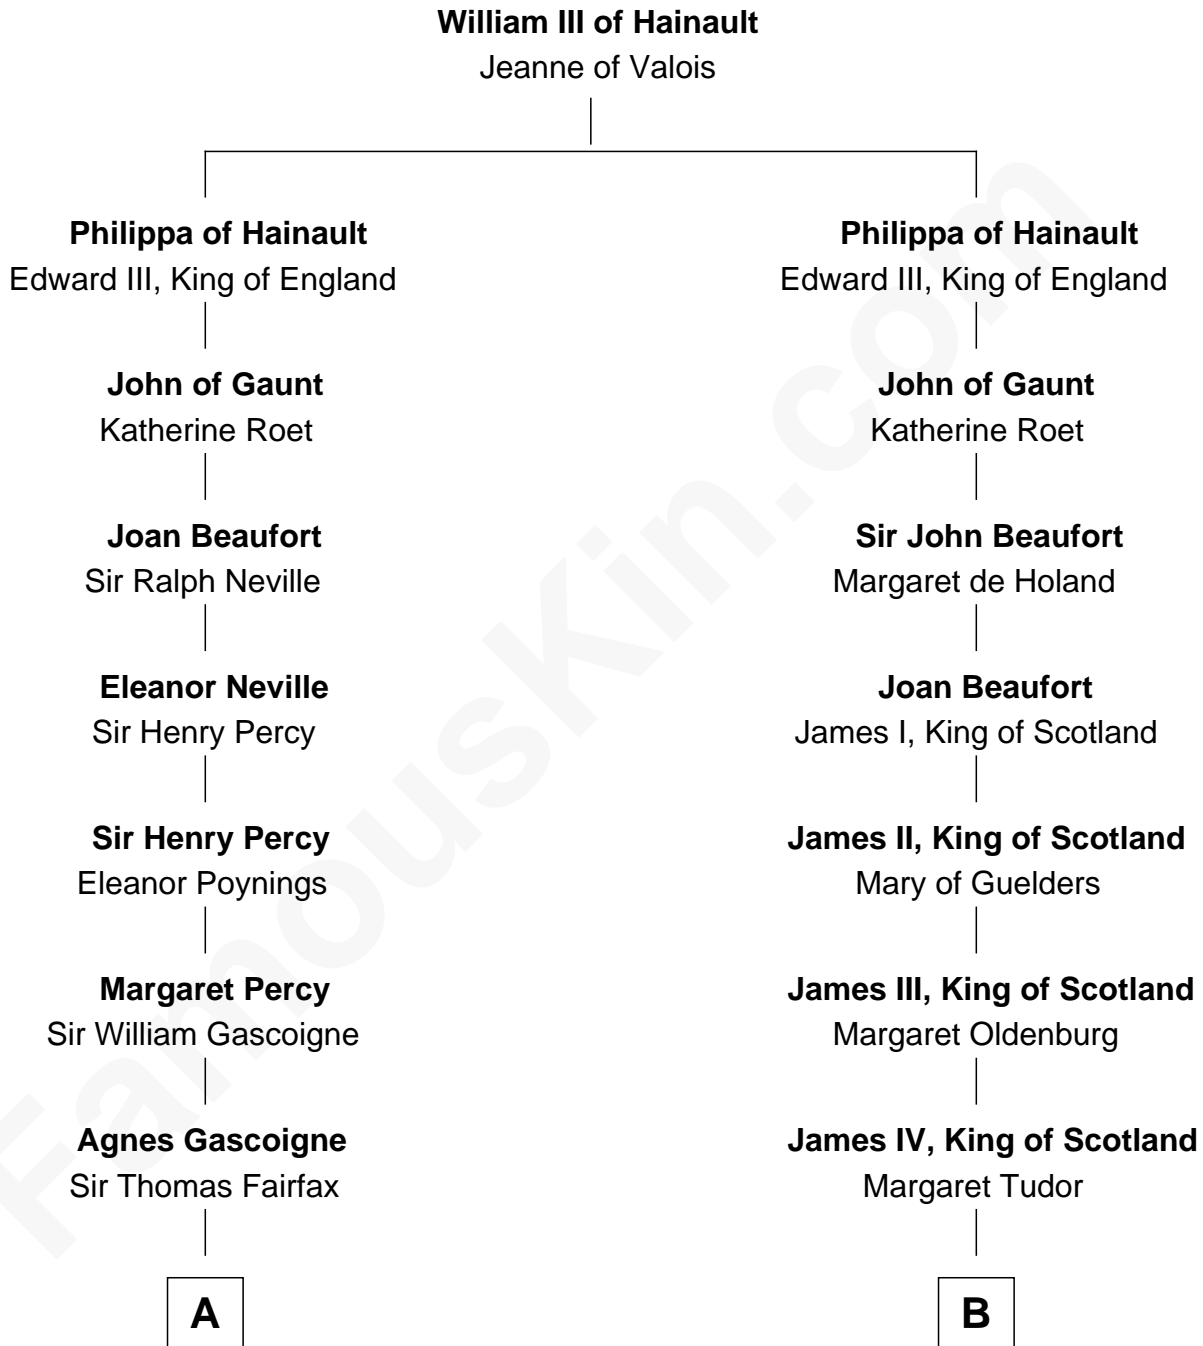 William III of Hainault
Jeanne of Valois
Philippa of Hainault
Edward III, King of England
John of Gaunt
Katherine Roet
Joan Beaufort
Sir Ralph Neville
Eleanor Neville
Sir Henry Percy
Sir Henry Percy
Eleanor Poynings
Margaret Percy
Sir William Gascoigne
Agnes Gascoigne
Sir Thomas Fairfax
A
Philippa of Hainault
Edward III, King of England
John of Gaunt
Katherine Roet
Sir John Beaufort
Margaret de Holand
Joan Beaufort
James I, King of Scotland
James II, King of Scotland
Mary of Guelders
James III, King of Scotland
Margaret Oldenburg
James IV, King of Scotland
Margaret Tudor
B
FamousKin.com